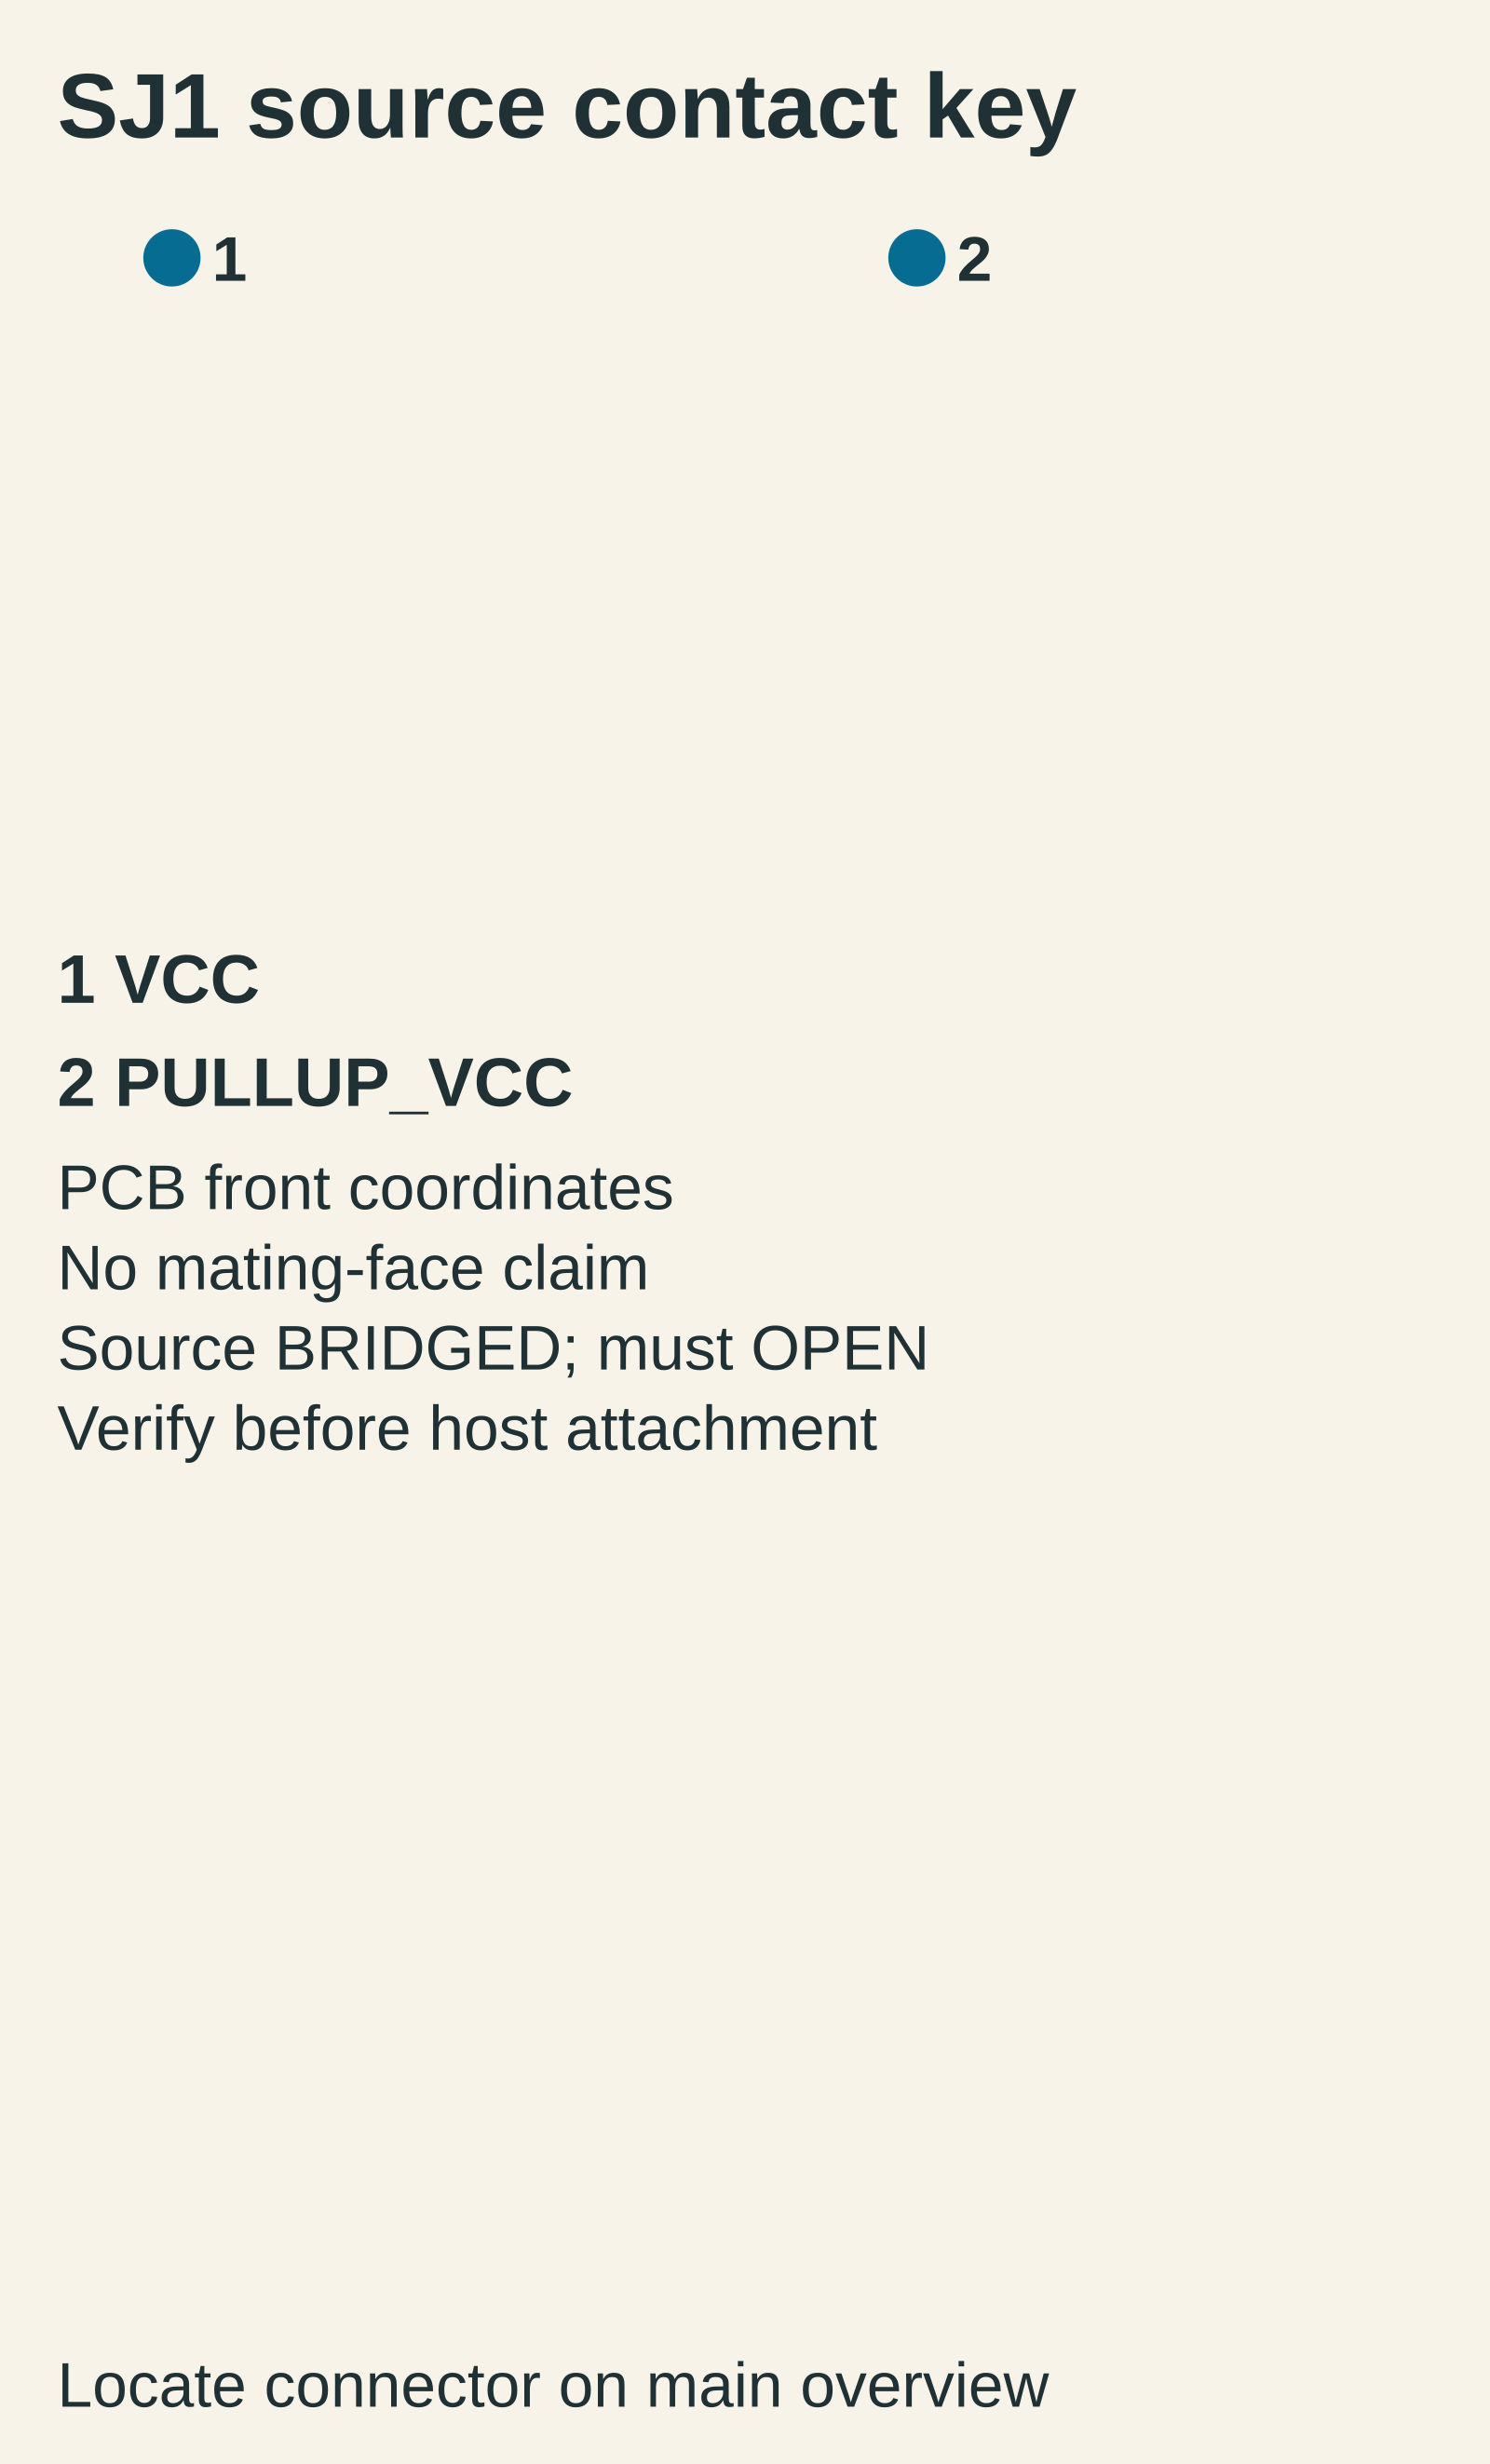 SJ1 source contact key
1 2
1 VCC
2 PULLUP_VCC
PCB front coordinates
No mating-face claim
Source BRIDGED; must OPEN
Verify before host attachment
Locate connector on main overview